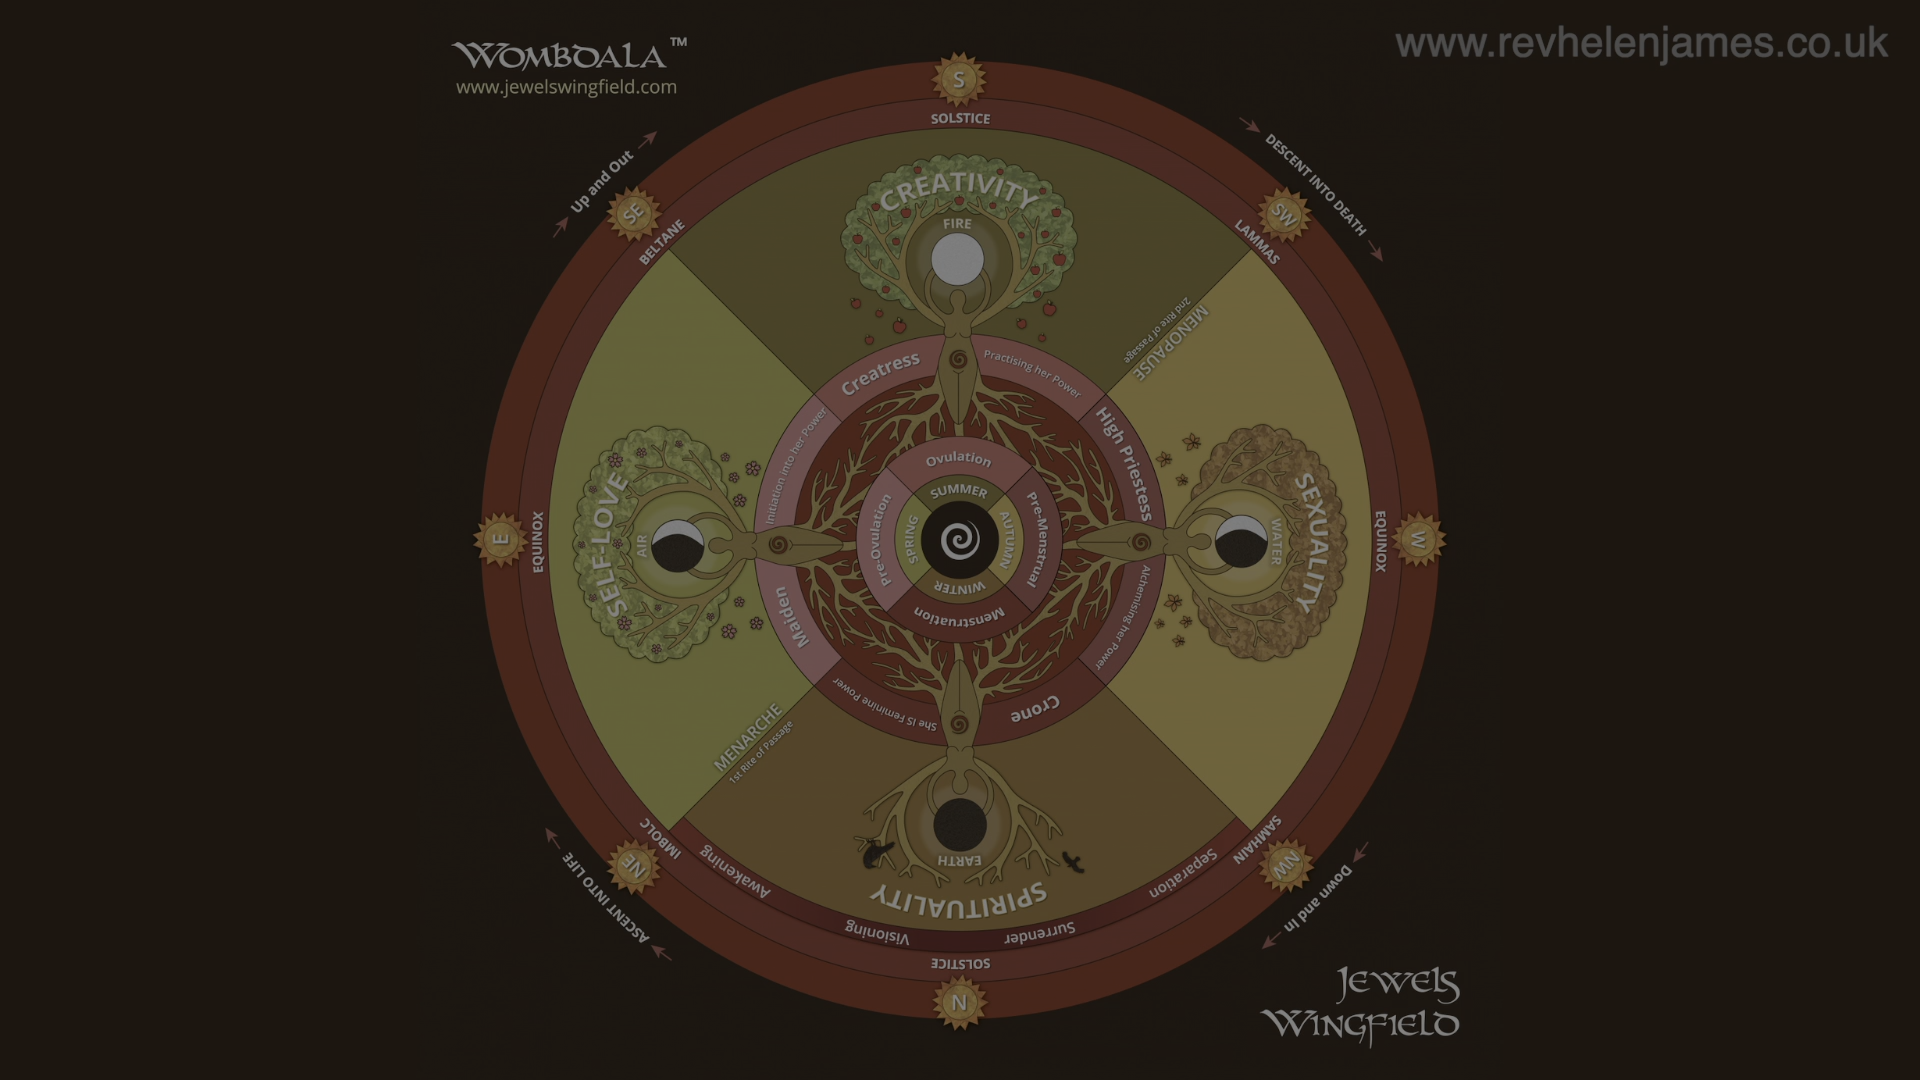 WOMBDALA™
www.jewelswingfield.com
www.revhelenjames.co.uk
S
SOLSTICE
Up and Out
SE
BELTANE
DESCENT INTO DEATH
SW
LAMMAS
CREATIVITY
FIRE
2nd Rite of Passage
MENOPAUSE
Creatress
Practising her Power
Initiation into her Power
High Priestess
Ovulation
SUMMER
Pre-Ovulation
SPRING
AUTUMN
Pre-Menstrual
WINTER
Menstruation
E
EQUINOX
SELF-LOVE
AIR
WATER
SEXUALITY
EQUINOX
W
Maiden
Alchemising her Power
She IS Feminine Power
Crone
MENARCHE
1st Rite of Passage
EARTH
SPIRITUALITY
IMBOLC
NE
ASCENT INTO LIFE
Awakening
Visioning
Surrender
Separation
SAMHAIN
NW
Down and In
SOLSTICE
N
JEWELS
WINGFIELD